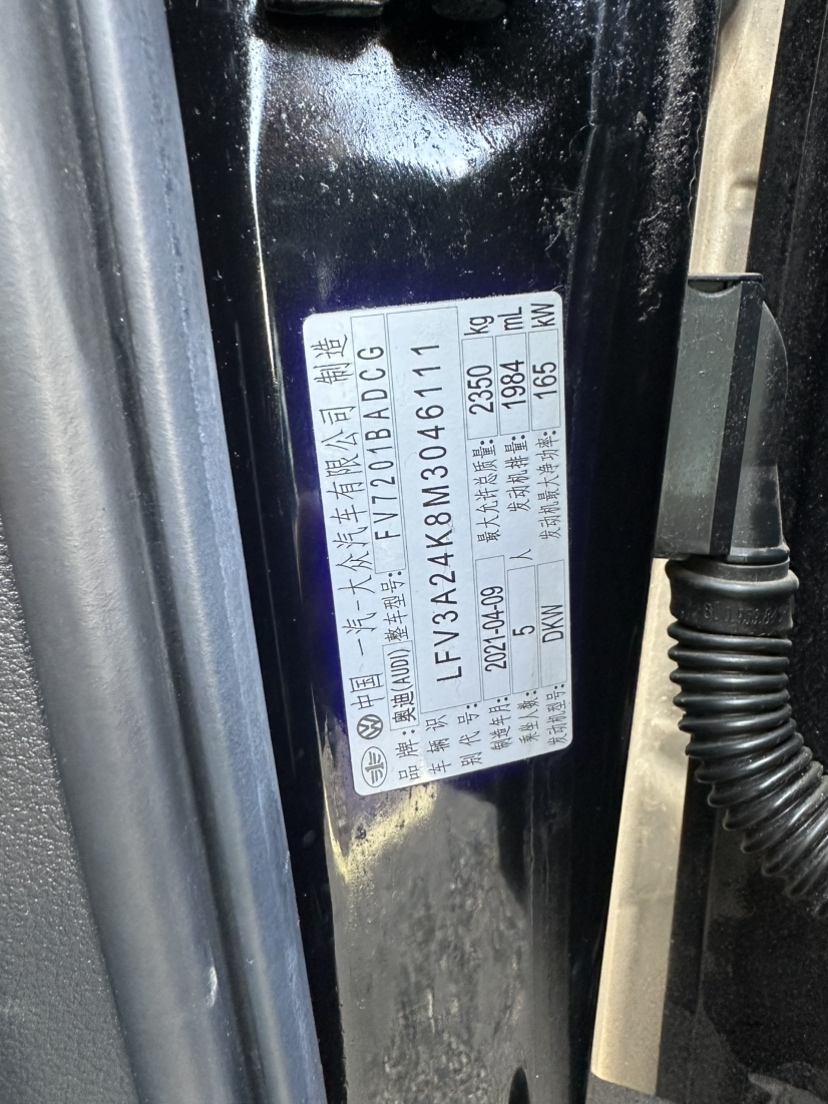 中国 一汽-大众汽车有限公司 制造
品牌: 奥迪(AUDI) 整车型号: FV7201BADCG
车辆识别代号: LFV3A24K8M3046111
制造年月: 2021-04-09 最大允许总质量: 2350 kg
乘坐人数: 5 人 发动机排量: 1984 mL
发动机型号: DKW 发动机最大净功率: 165 kW